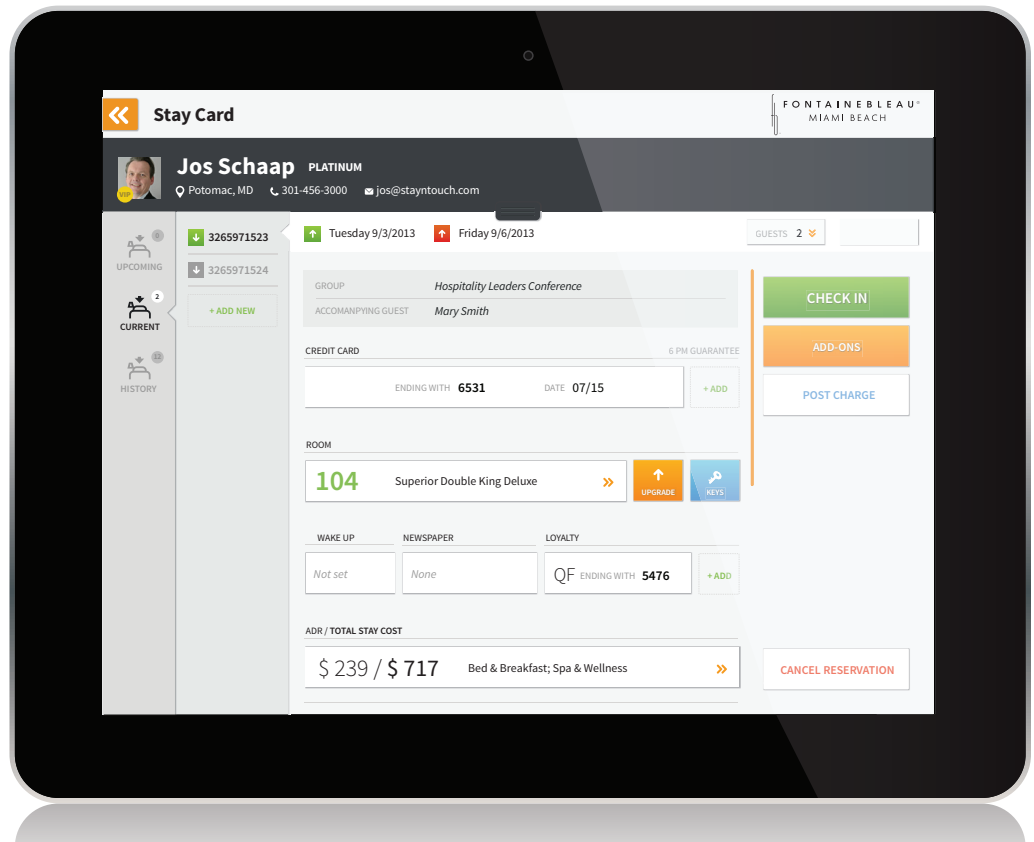 Stay Card
FONTAINEBLEAU®
MIAMI BEACH
Jos Schaap PLATINUM
VIP
Potomac, MD 301-456-3000 jos@stayntouch.com
0
UPCOMING
2
CURRENT
12
HISTORY
3265971523
3265971524
+ ADD NEW
Tuesday 9/3/2013 Friday 9/6/2013
GUESTS 2
GROUP Hospitality Leaders Conference
ACCOMANPYING GUEST Mary Smith
CREDIT CARD 6 PM GUARANTEE
ENDING WITH 6531 DATE 07/15 + ADD
ROOM
104 Superior Double King Deluxe
UPGRADE KEYS
WAKE UP NEWSPAPER LOYALTY
Not set None QF ENDING WITH 5476 + ADD
ADR / TOTAL STAY COST
$ 239 / $ 717 Bed & Breakfast; Spa & Wellness
CHECK IN
ADD-ONS
POST CHARGE
CANCEL RESERVATION